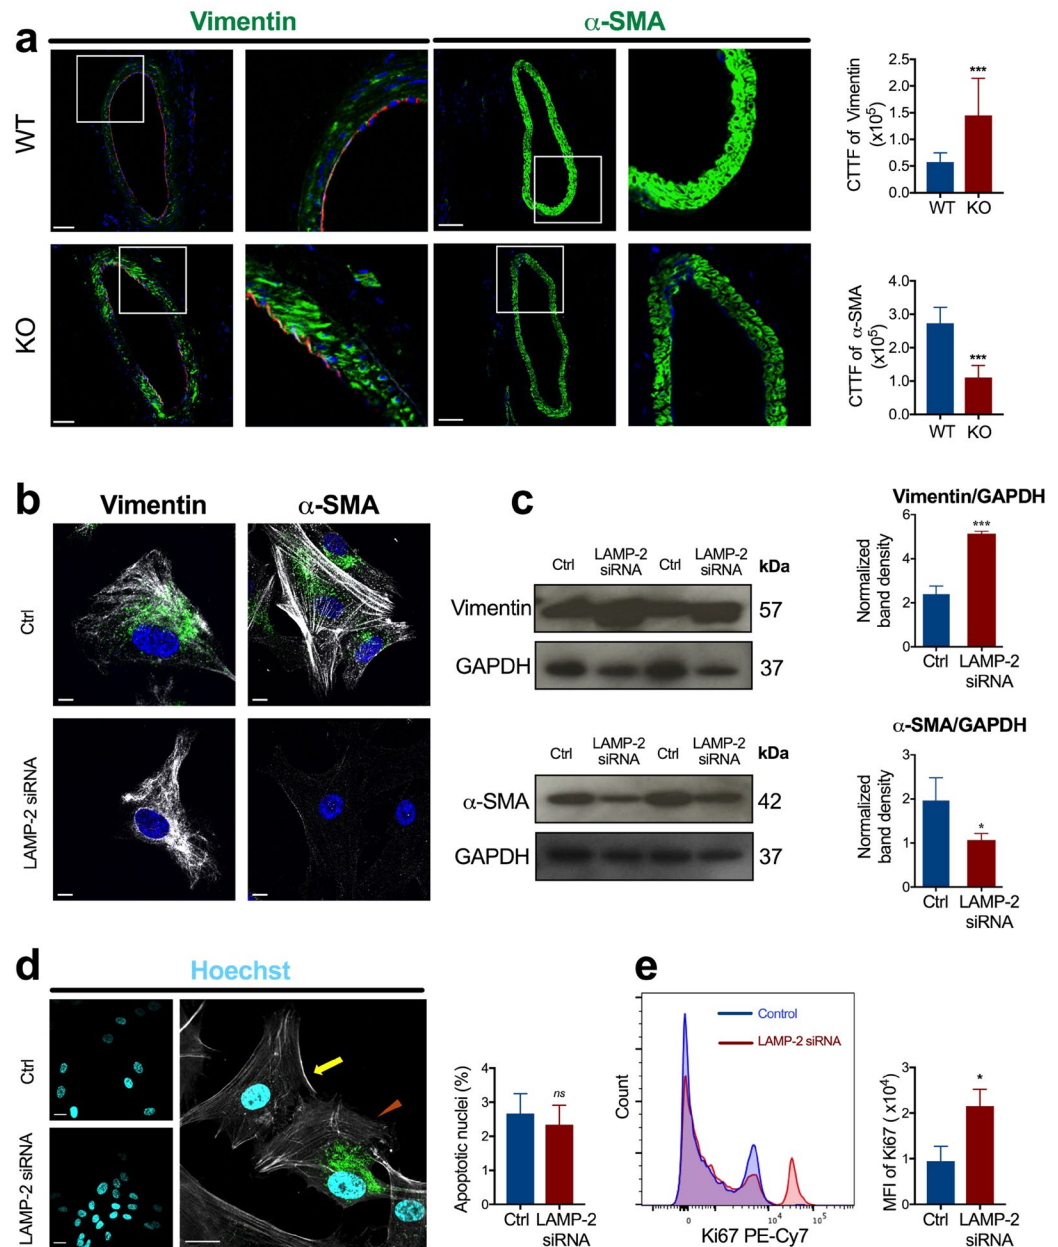 a
Vimentin
α-SMA
WT
KO
CTTF of Vimentin
(x10⁵)
2.5
2.0
1.5
1.0
0.5
0.0
***
WT
KO
CTTF of α-SMA
(x10⁵)
4.0
3.0
2.0
1.0
0.0
***
WT
KO
b
Vimentin
α-SMA
Ctrl
LAMP-2 siRNA
c
Ctrl
LAMP-2
siRNA
Ctrl
LAMP-2
siRNA
kDa
Vimentin
57
GAPDH
37
Ctrl
LAMP-2
siRNA
Ctrl
LAMP-2
siRNA
kDa
α-SMA
42
GAPDH
37
Vimentin/GAPDH
Normalized
band density
6
4
2
0
***
Ctrl
LAMP-2
siRNA
α-SMA/GAPDH
Normalized
band density
3
2
1
0
*
Ctrl
LAMP-2
siRNA
d
Hoechst
Ctrl
LAMP-2 siRNA
Apoptotic nuclei (%)
4
3
2
1
0
ns
Ctrl
LAMP-2
siRNA
e
Control
LAMP-2 siRNA
Count
0
10⁴
10⁵
Ki67 PE-Cy7
MFI of Ki67 ( x10⁴)
3
2
1
0
*
Ctrl
LAMP-2
siRNA